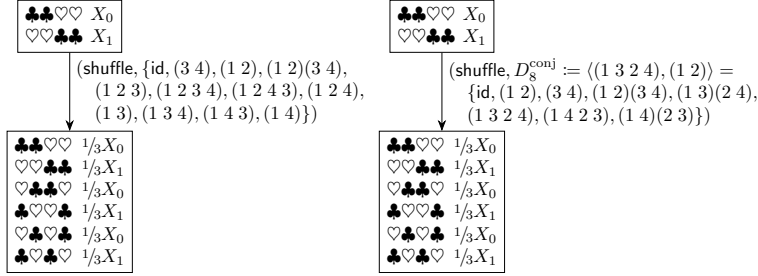 ♣♣♡♡ X₀
♡♡♣♣ X₁
(shuffle, {id, (3 4), (1 2), (1 2)(3 4),
(1 2 3), (1 2 3 4), (1 2 4 3), (1 2 4),
(1 3), (1 3 4), (1 4 3), (1 4)})
♣♣♡♡ 1/3X₀
♡♡♣♣ 1/3X₁
♡♣♣♡ 1/3X₀
♣♡♡♣ 1/3X₁
♡♣♡♣ 1/3X₀
♣♡♣♡ 1/3X₁
♣♣♡♡ X₀
♡♡♣♣ X₁
(shuffle, D₈^conj := ⟨(1 3 2 4), (1 2)⟩ =
{id, (1 2), (3 4), (1 2)(3 4), (1 3)(2 4),
(1 3 2 4), (1 4 2 3), (1 4)(2 3)})
♣♣♡♡ 1/3X₀
♡♡♣♣ 1/3X₁
♡♣♣♡ 1/3X₀
♣♡♡♣ 1/3X₁
♡♣♡♣ 1/3X₀
♣♡♣♡ 1/3X₁